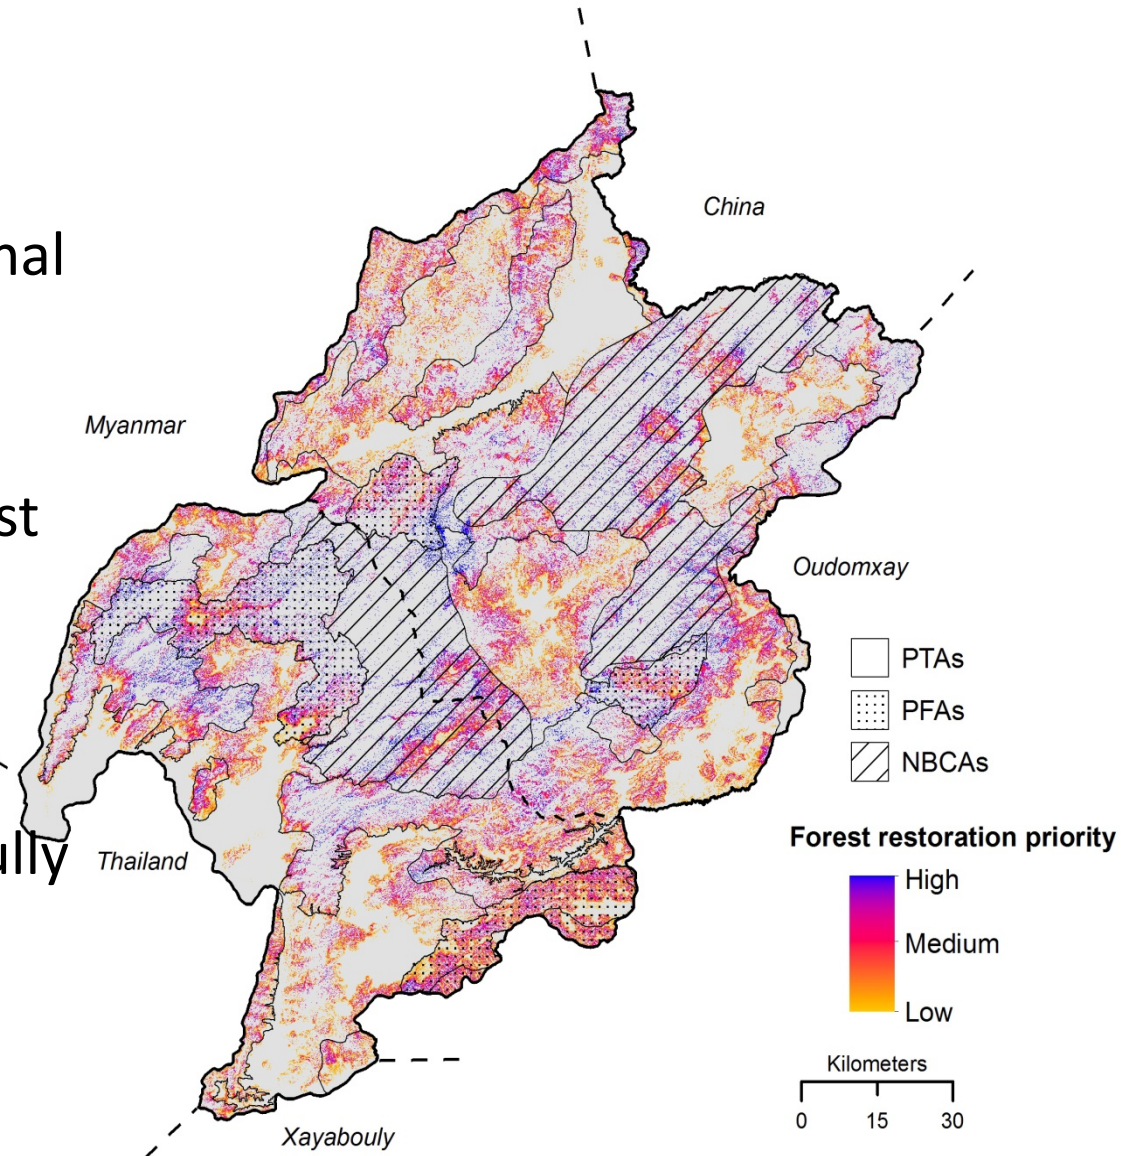 China
nal
Myanmar
st
Oudomxay
PTAs
PFAs
NBCAs
Forest restoration priority
ully
Thailand
High
Medium
Low
Kilometers
0 15 30
Xayabouly